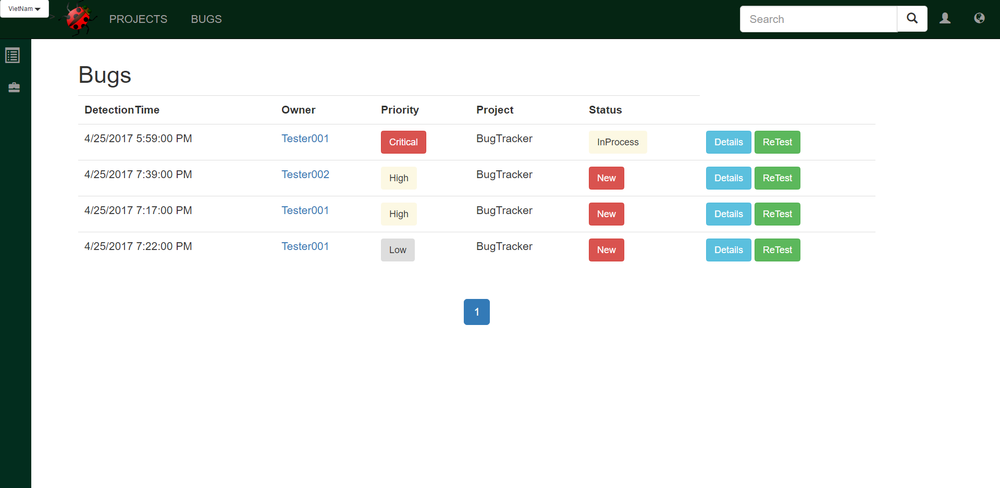 VietNam
>
PROJECTS BUGS Search
Bugs
DetectionTime Owner Priority Project Status
4/25/2017 5:59:00 PM Tester001 Critical BugTracker InProcess Details ReTest
4/25/2017 7:39:00 PM Tester002 High BugTracker New Details ReTest
4/25/2017 7:17:00 PM Tester001 High BugTracker New Details ReTest
4/25/2017 7:22:00 PM Tester001 Low BugTracker New Details ReTest
1